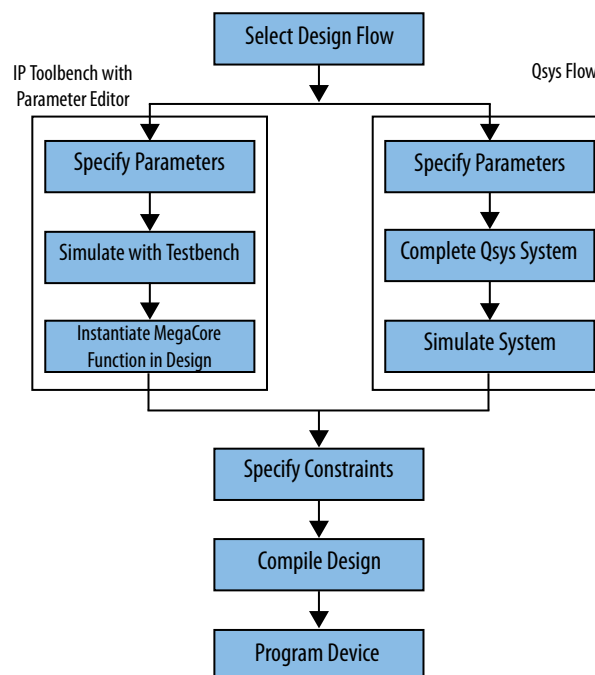 Select Design Flow
IP Toolbench with
Parameter Editor
Qsys Flow
Specify Parameters
Simulate with Testbench
Instantiate MegaCore
Function in Design
Specify Parameters
Complete Qsys System
Simulate System
Specify Constraints
Compile Design
Program Device